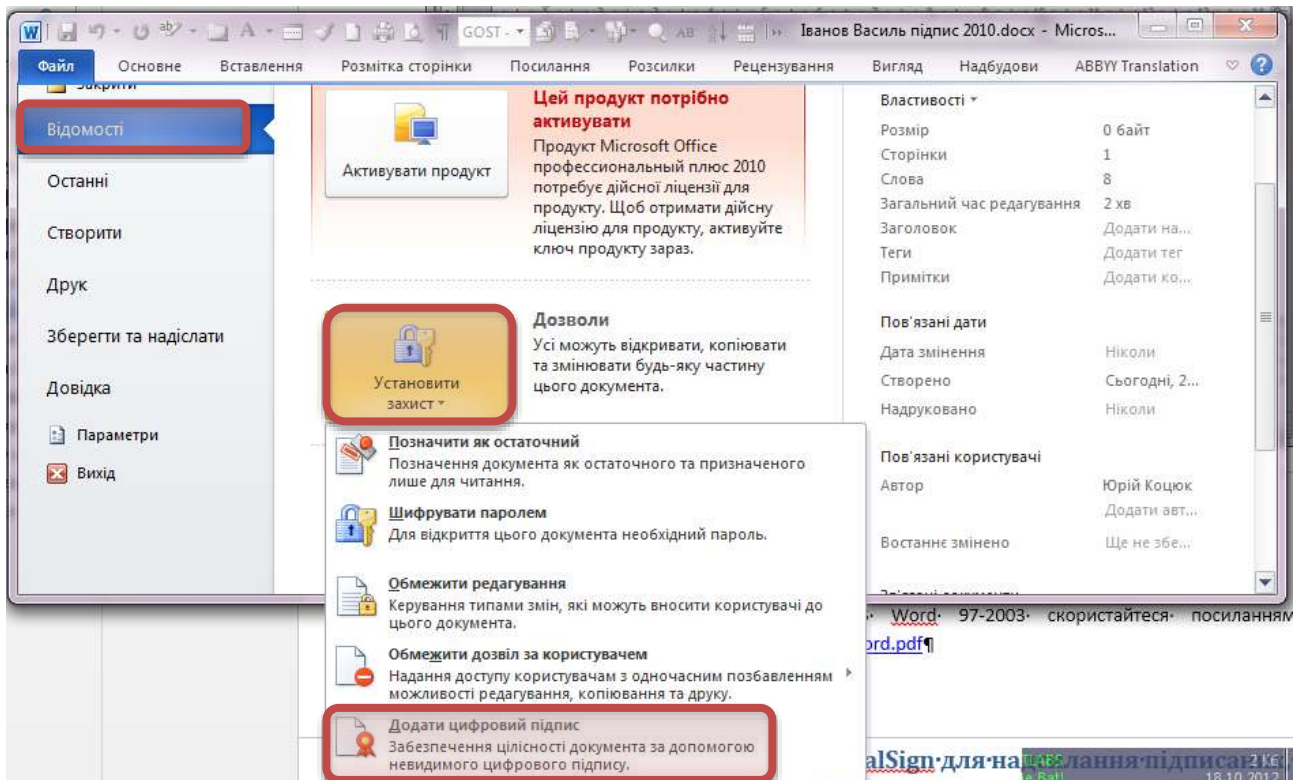 GOST -
Іванов Василь підпис 2010.docx - Micros...
Файл Основне Вставлення Розмітка сторінки Посилання Розсилки Рецензування Вигляд Надбудови ABBYY Translation
Закрити
Відомості
Останні
Створити
Друк
Зберегти та надіслати
Довідка
Параметри
Вихід
Активувати продукт
Цей продукт потрібно
активувати
Продукт Microsoft Office
профессиональный плюс 2010
потребує дійсної ліцензії для
продукту. Щоб отримати дійсну
ліцензію для продукту, активуйте
ключ продукту зараз.
Установити
захист
Дозволи
Усі можуть відкривати, копіювати
та змінювати будь-яку частину
цього документа.
Позначити як остаточний
Позначення документа як остаточного та призначеного
лише для читання.
Шифрувати паролем
Для відкриття цього документа необхідний пароль.
Обмежити редагування
Керування типами змін, які можуть вносити користувачі до
цього документа.
Обмежити дозвіл за користувачем
Надання доступу користувачам з одночасним позбавленням
можливості редагування, копіювання та друку.
Додати цифровий підпис
Забезпечення цілісності документа за допомогою
невидимого цифрового підпису.
Властивості
Розмір 0 байт
Сторінки 1
Слова 8
Загальний час редагування 2 хв
Заголовок Додати на...
Теги Додати тег
Примітки Додати ко...
Пов'язані дати
Дата змінення Ніколи
Створено Сьогодні, 2...
Надруковано Ніколи
Пов'язані користувачі
Автор Юрій Коцюк
Додати авт...
Востаннє змінено Ще не збе...
Word· 97-2003· скористайтеся· посиланням
ord.pdf¶
alSign·для·на
18.10.2012